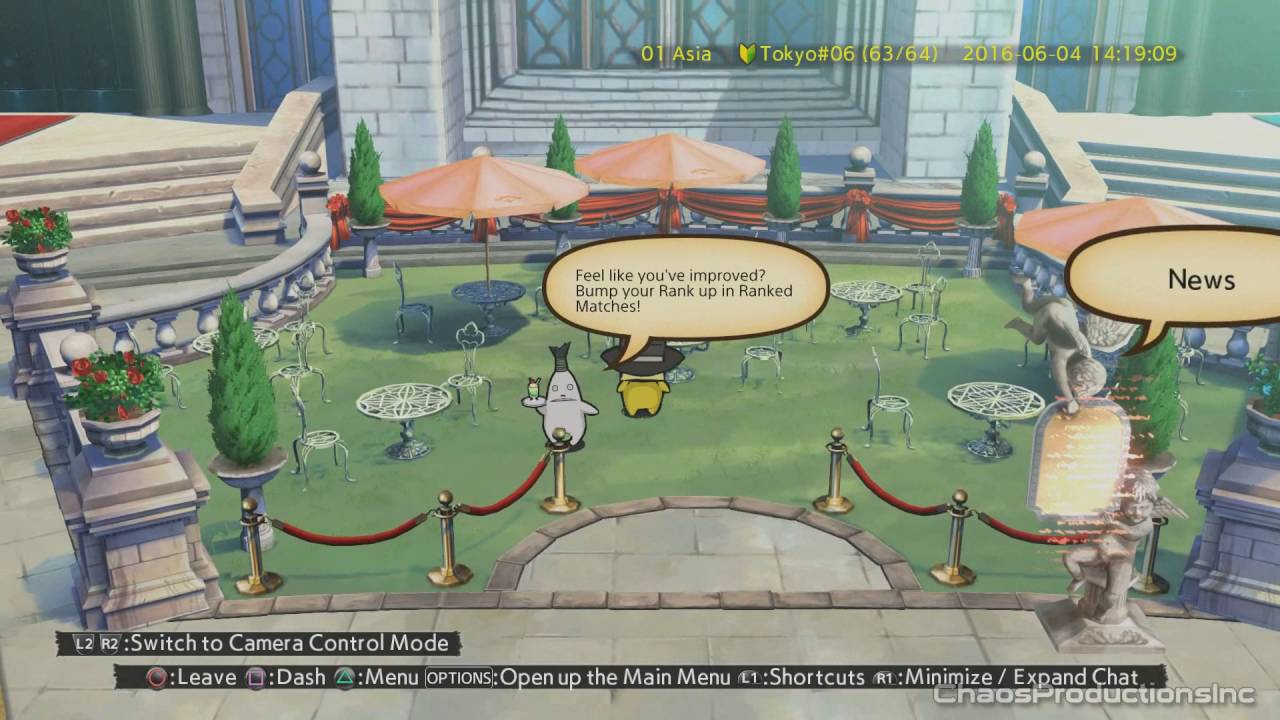 01 Asia Tokyo#06 (63/64) 2016-06-04 14:19:09
Feel like you've improved?
Bump your Rank up in Ranked
Matches!
News
L2 R2:Switch to Camera Control Mode
:Leave :Dash :Menu OPTIONS:Open up the Main Menu L1:Shortcuts R1:Minimize / Expand Chat
ChaosProductionsInc